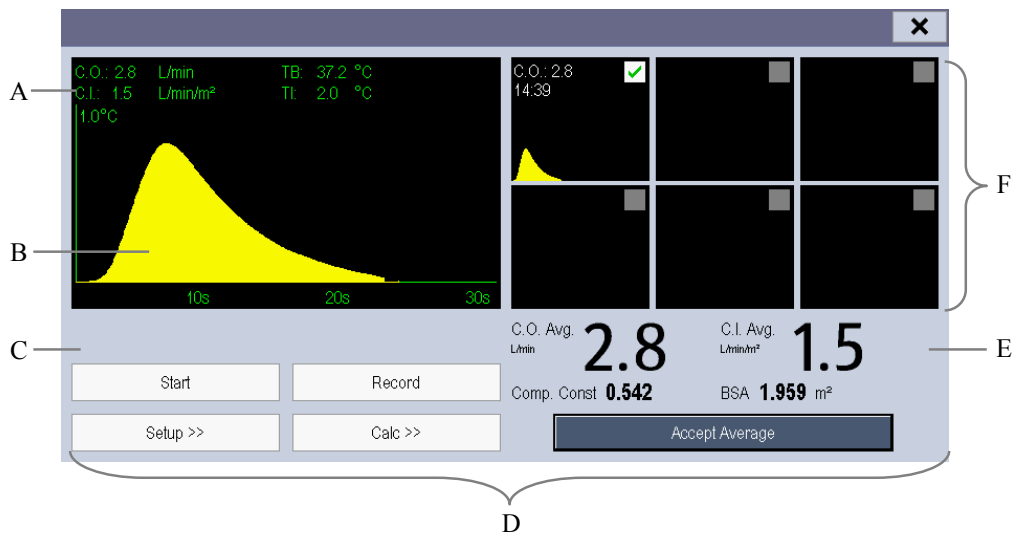 ×
A
C.O.: 2.8 L/min TB: 37.2 °C
C.I.: 1.5 L/min/m² TI: 2.0 °C
1.0°C
B
10s 20s 30s
C.O.: 2.8
14:39
F
C
C.O. Avg. 2.8 C.I. Avg. 1.5
L/min L/min/m²
E
Comp. Const 0.542 BSA 1.959 m²
Start Record
Setup >> Calc >>
Accept Average
D